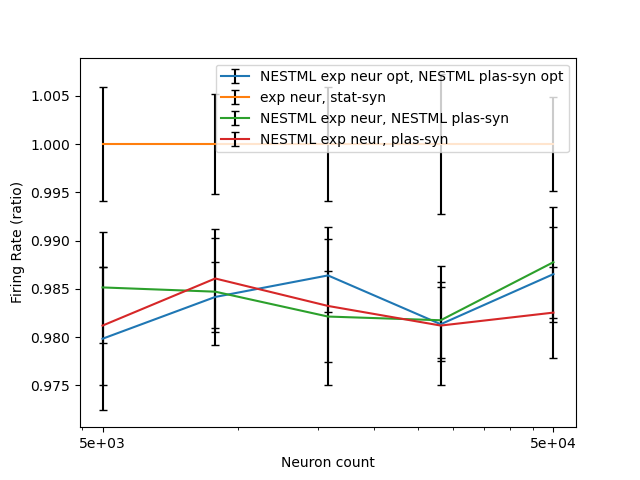 NESTML exp neur opt, NESTML plas-syn opt
exp neur, stat-syn
NESTML exp neur, NESTML plas-syn
NESTML exp neur, plas-syn
1.005
1.000
0.995
0.990
0.985
0.980
0.975
Firing Rate (ratio)
5e+03
5e+04
Neuron count